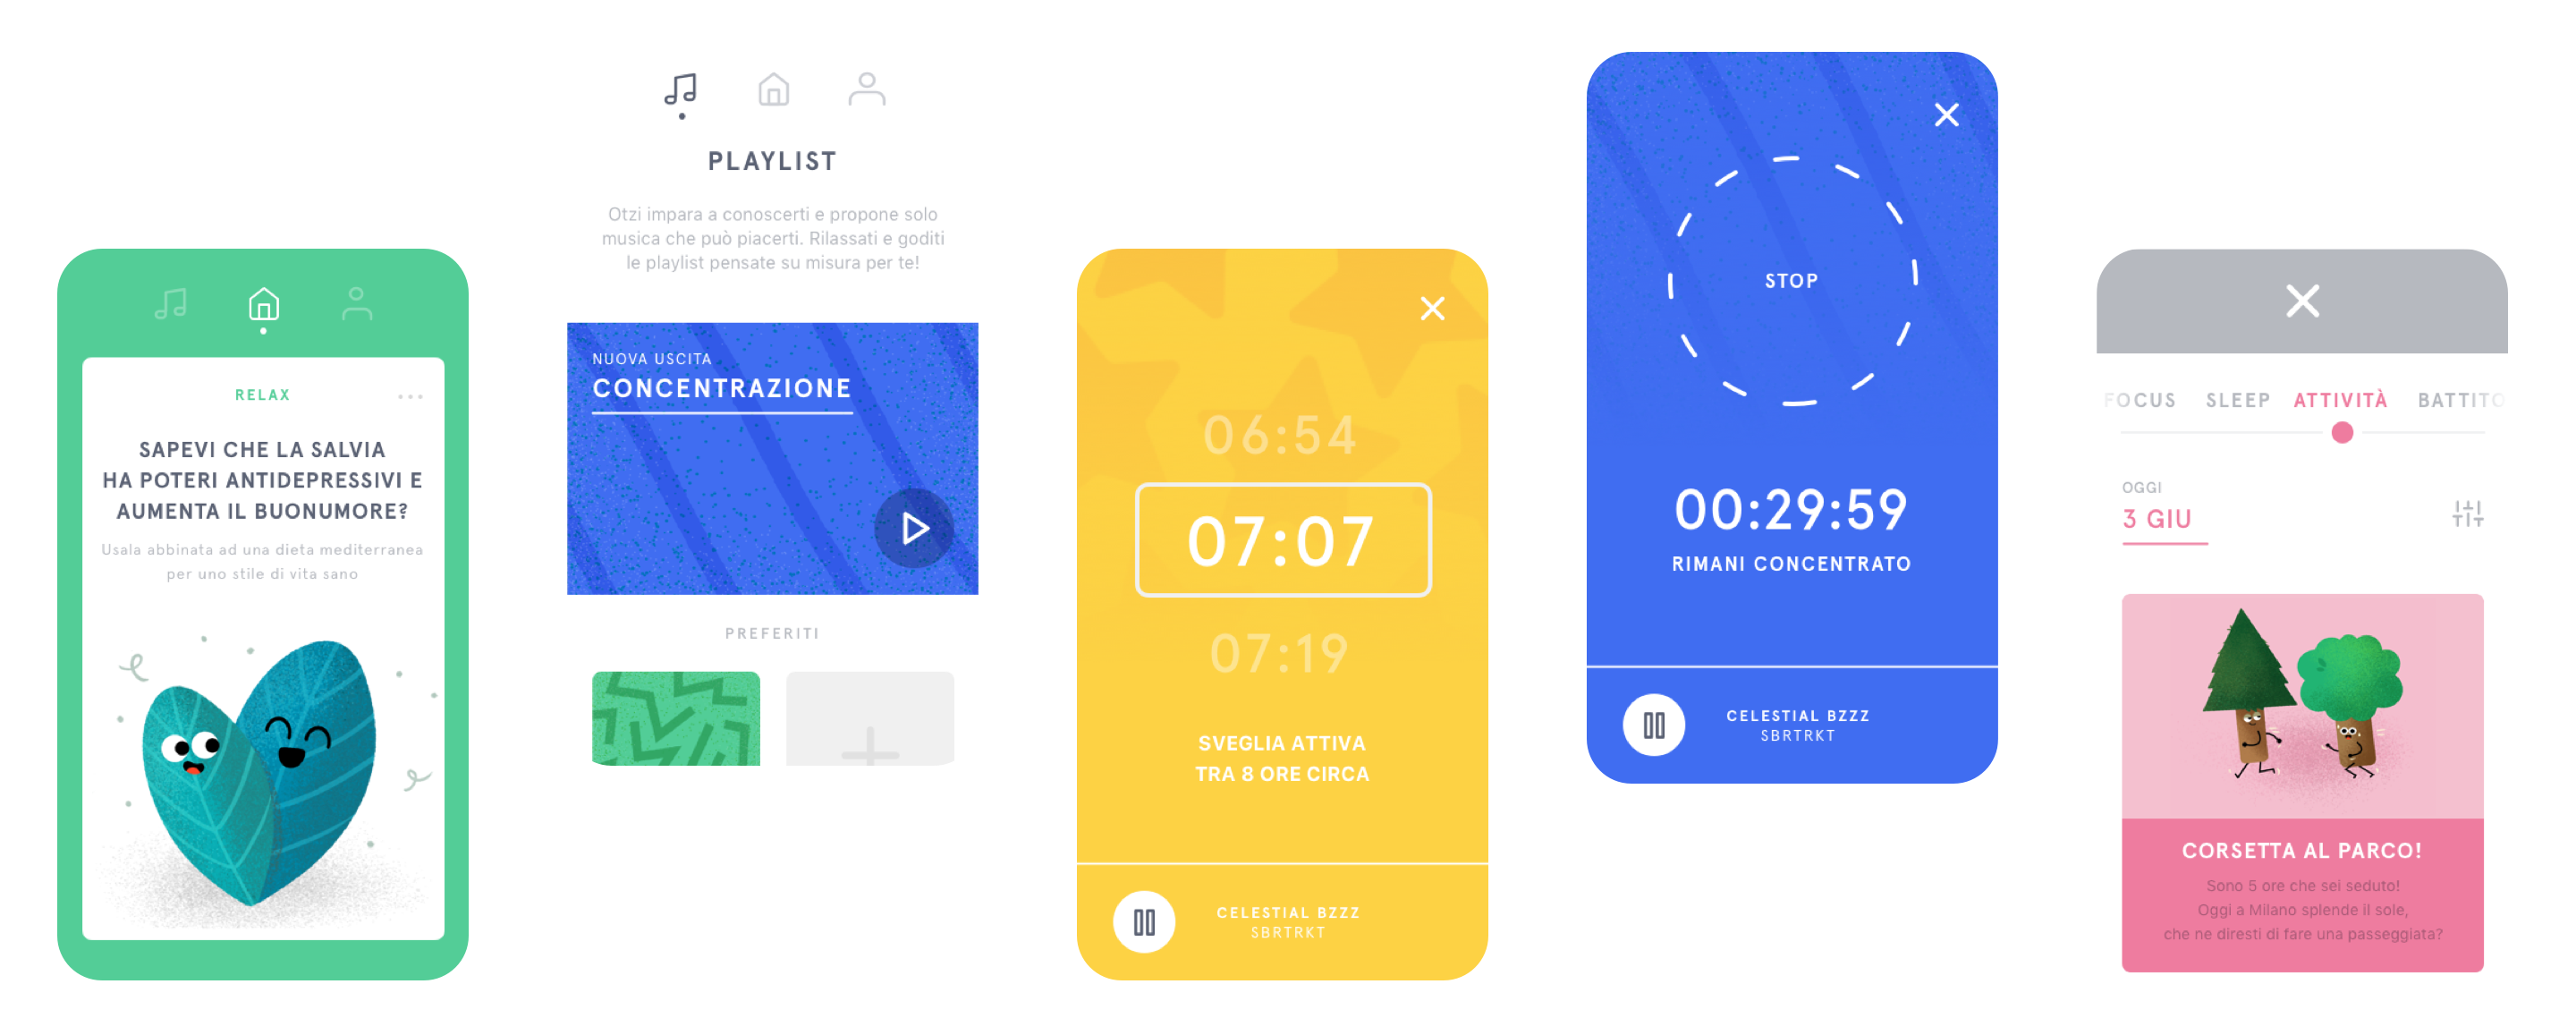 RELAX
SAPEVI CHE LA SALVIA
HA POTERI ANTIDEPRESSIVI E
AUMENTA IL BUONUMORE?
Usala abbinata ad una dieta mediterranea
per uno stile di vita sano
PLAYLIST
Otzi impara a conoscerti e propone solo
musica che può piacerti. Rilassati e goditi
le playlist pensate su misura per te!
NUOVA USCITA
CONCENTRAZIONE
PREFERITI
06:54
07:07
07:19
SVEGLIA ATTIVA
TRA 8 ORE CIRCA
CELESTIAL BZZZ
SBRTRKT
STOP
00:29:59
RIMANI CONCENTRATO
CELESTIAL BZZZ
SBRTRKT
FOCUS SLEEP ATTIVITÀ BATTITO
OGGI
3 GIU
CORSETTA AL PARCO!
Sono 5 ore che sei seduto!
Oggi a Milano splende il sole,
che ne diresti di fare una passeggiata?